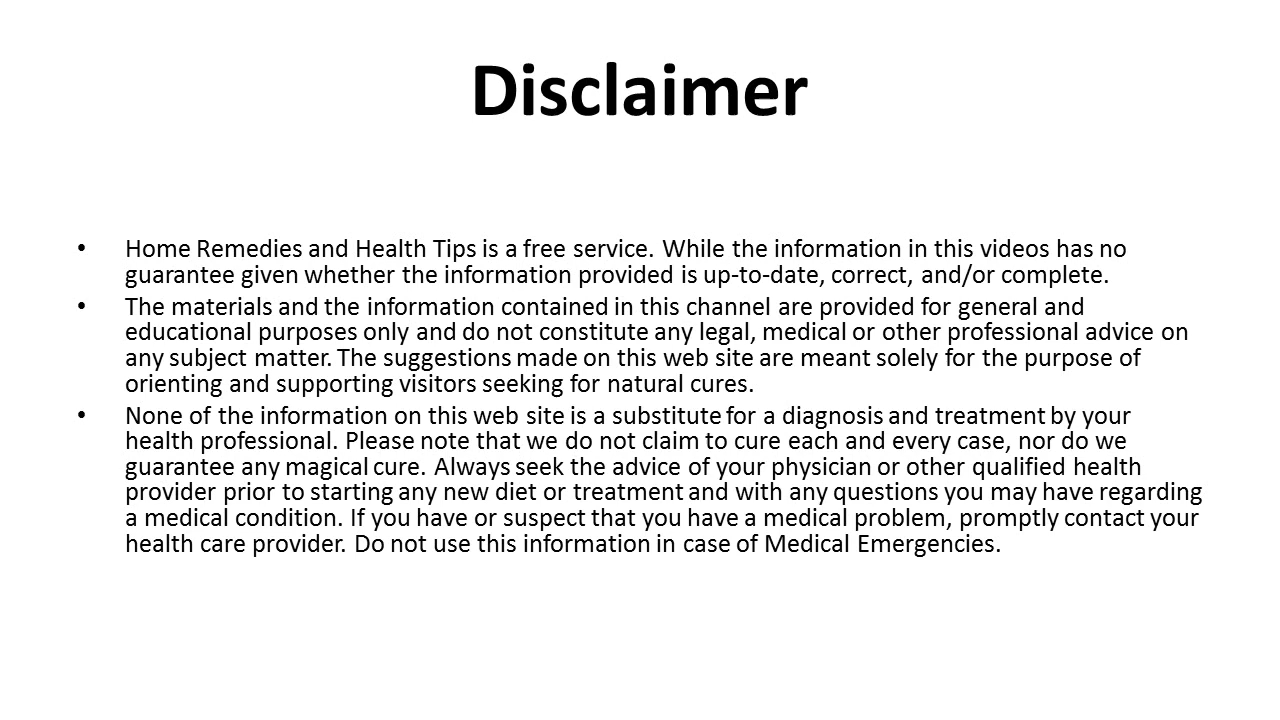 Disclaimer
• Home Remedies and Health Tips is a free service. While the information in this videos has no
guarantee given whether the information provided is up-to-date, correct, and/or complete.
• The materials and the information contained in this channel are provided for general and
educational purposes only and do not constitute any legal, medical or other professional advice on
any subject matter. The suggestions made on this web site are meant solely for the purpose of
orienting and supporting visitors seeking for natural cures.
• None of the information on this web site is a substitute for a diagnosis and treatment by your
health professional. Please note that we do not claim to cure each and every case, nor do we
guarantee any magical cure. Always seek the advice of your physician or other qualified health
provider prior to starting any new diet or treatment and with any questions you may have regarding
a medical condition. If you have or suspect that you have a medical problem, promptly contact your
health care provider. Do not use this information in case of Medical Emergencies.